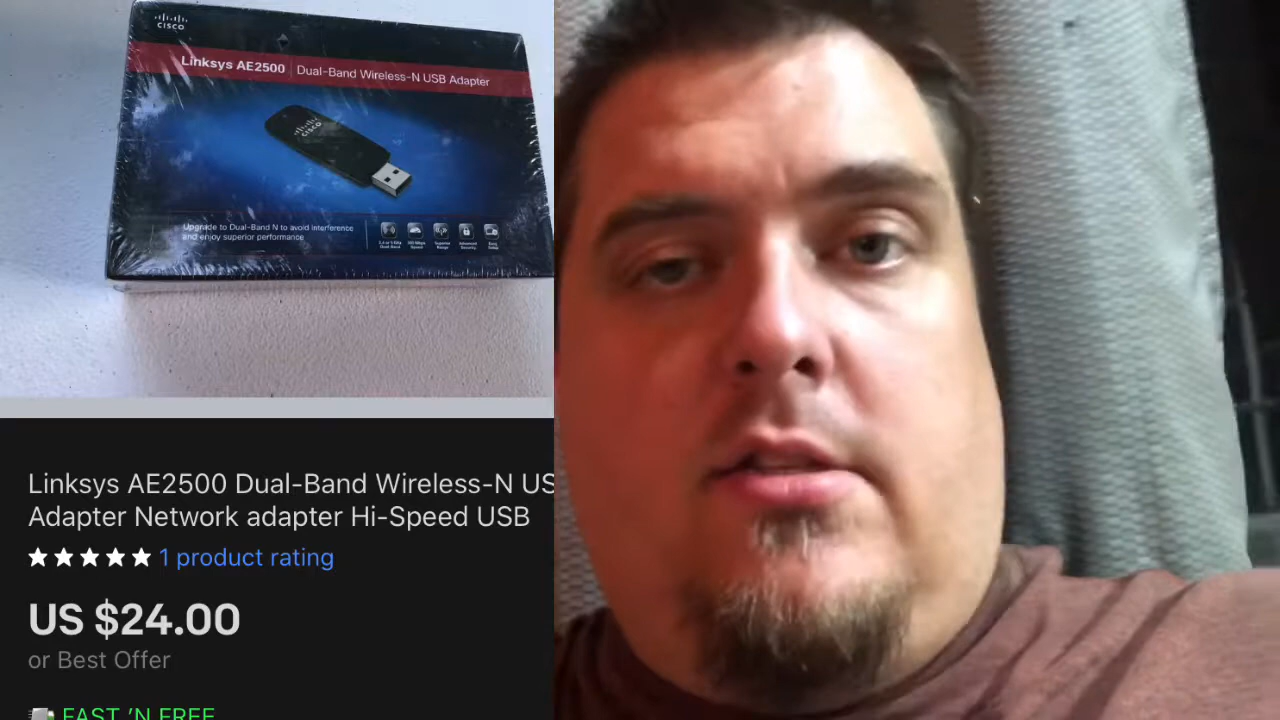 CISCO
Linksys AE2500 | Dual-Band Wireless-N USB Adapter
CISCO
Upgrade to Dual-Band N to avoid interference
and enjoy superior performance
Linksys AE2500 Dual-Band Wireless-N US
Adapter Network adapter Hi-Speed USB
1 product rating
US $24.00
or Best Offer
FAST 'N FREE